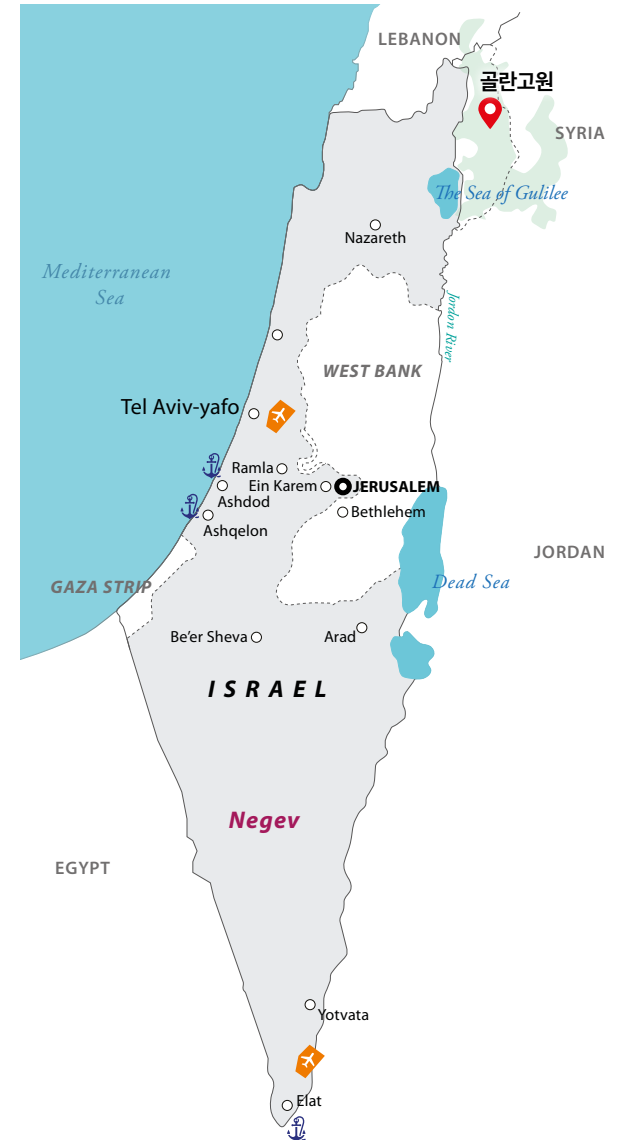 LEBANON
골란고원
SYRIA
The Sea of Gulilee
Nazareth
Mediterranean
Sea
Jordon River
WEST BANK
Tel Aviv-yafo
Ramla
Ein Karem
JERUSALEM
Ashdod
Bethlehem
Ashqelon
JORDAN
GAZA STRIP
Dead Sea
Be'er Sheva
Arad
ISRAEL
Negev
EGYPT
Yotvata
Elat